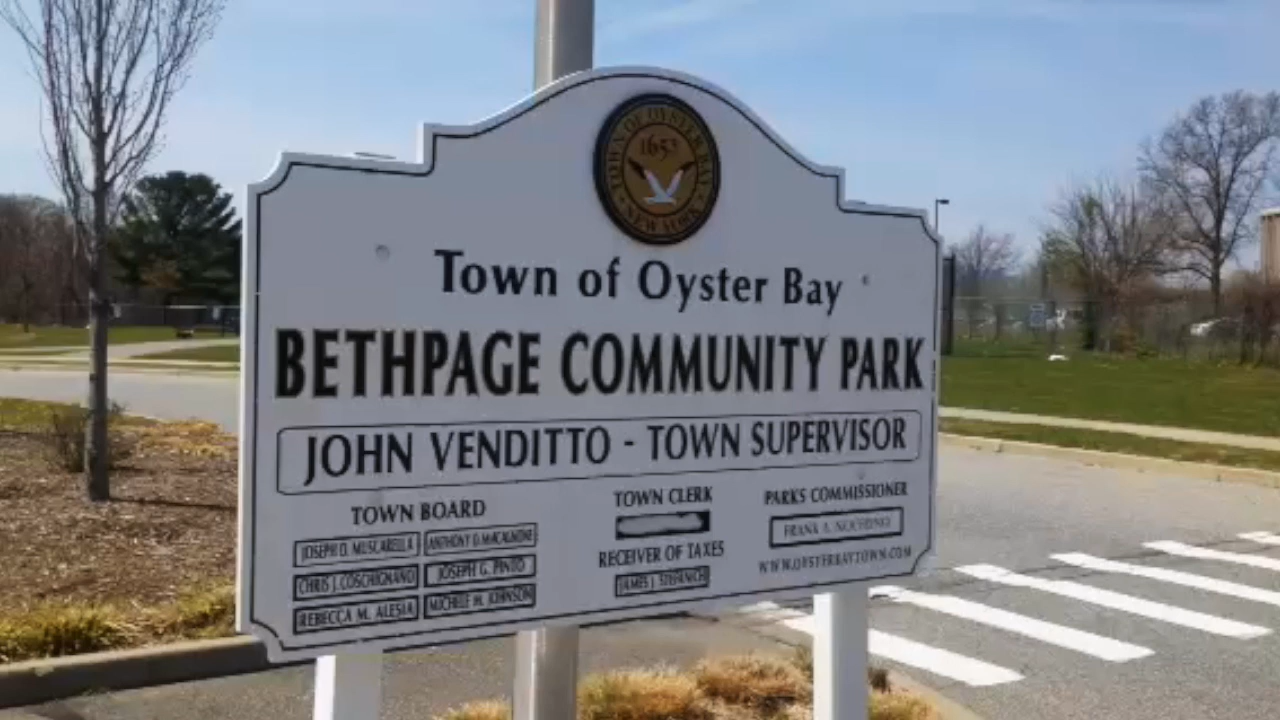 TOWN OF OYSTER BAY
1653
NEW YORK
Town of Oyster Bay
BETHPAGE COMMUNITY PARK
JOHN VENDITTO - TOWN SUPERVISOR
TOWN BOARD
JOSEPH D. MUSCARELLA
ANTHONY D. MACAGNONE
CHRIS J. COSCHIGNANO
JOSEPH G. PINTO
REBECCA M. ALESIA
MICHELE M. JOHNSON
TOWN CLERK
RECEIVER OF TAXES
JAMES J. STEFANICH
PARKS COMMISSIONER
FRANK A.
WWW.OYSTERBAYTOWN.COM